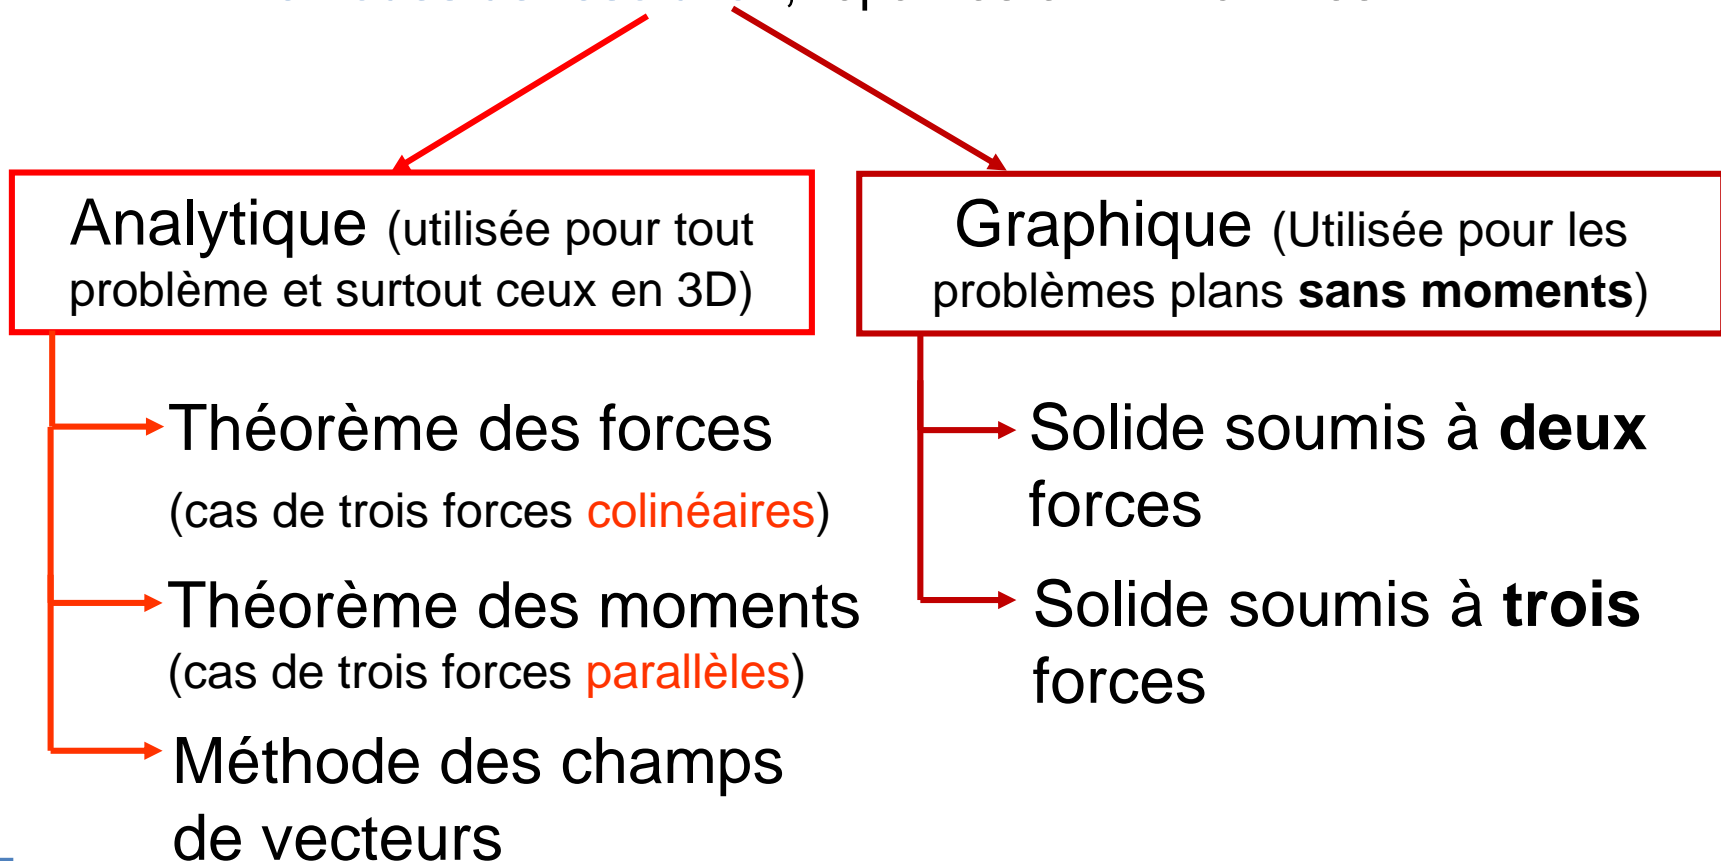 Analytique (utilisée pour tout
problème et surtout ceux en 3D)
Théorème des forces
(cas de trois forces colinéaires)
Théorème des moments
(cas de trois forces parallèles)
Méthode des champs
de vecteurs
Graphique (Utilisée pour les
problèmes plans sans moments)
Solide soumis à deux
forces
Solide soumis à trois
forces